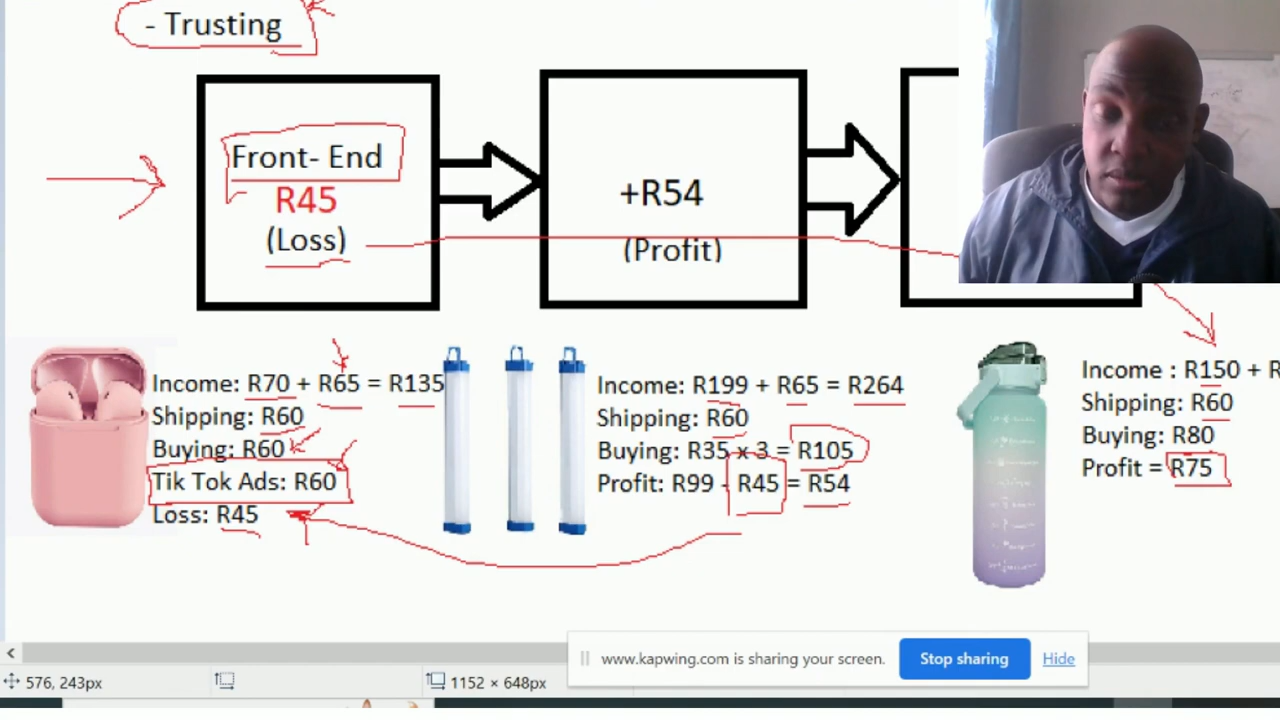 - Trusting
Front- End
R45
(Loss)
+R54
(Profit)
Income: R70 + R65 = R135
Shipping: R60
Buying: R60
Tik Tok Ads: R60
Loss: R45
Income: R199 + R65 = R264
Shipping: R60
Buying: R35 x 3 = R105
Profit: R99 - R45 = R54
Income : R150 + R
Shipping: R60
Buying: R80
Profit = R75
www.kapwing.com is sharing your screen.
Stop sharing
Hide
576, 243px
1152 × 648px